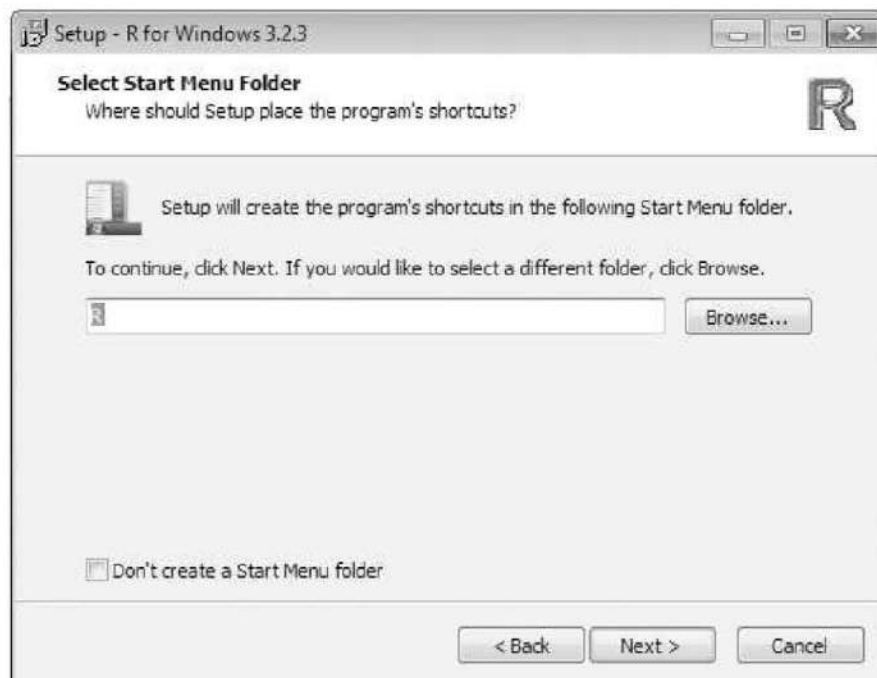 Setup - R for Windows 3.2.3
Select Start Menu Folder
Where should Setup place the program's shortcuts?
R
Setup will create the program's shortcuts in the following Start Menu folder.
To continue, click Next. If you would like to select a different folder, click Browse.
R
Browse...
Don't create a Start Menu folder
< Back
Next >
Cancel